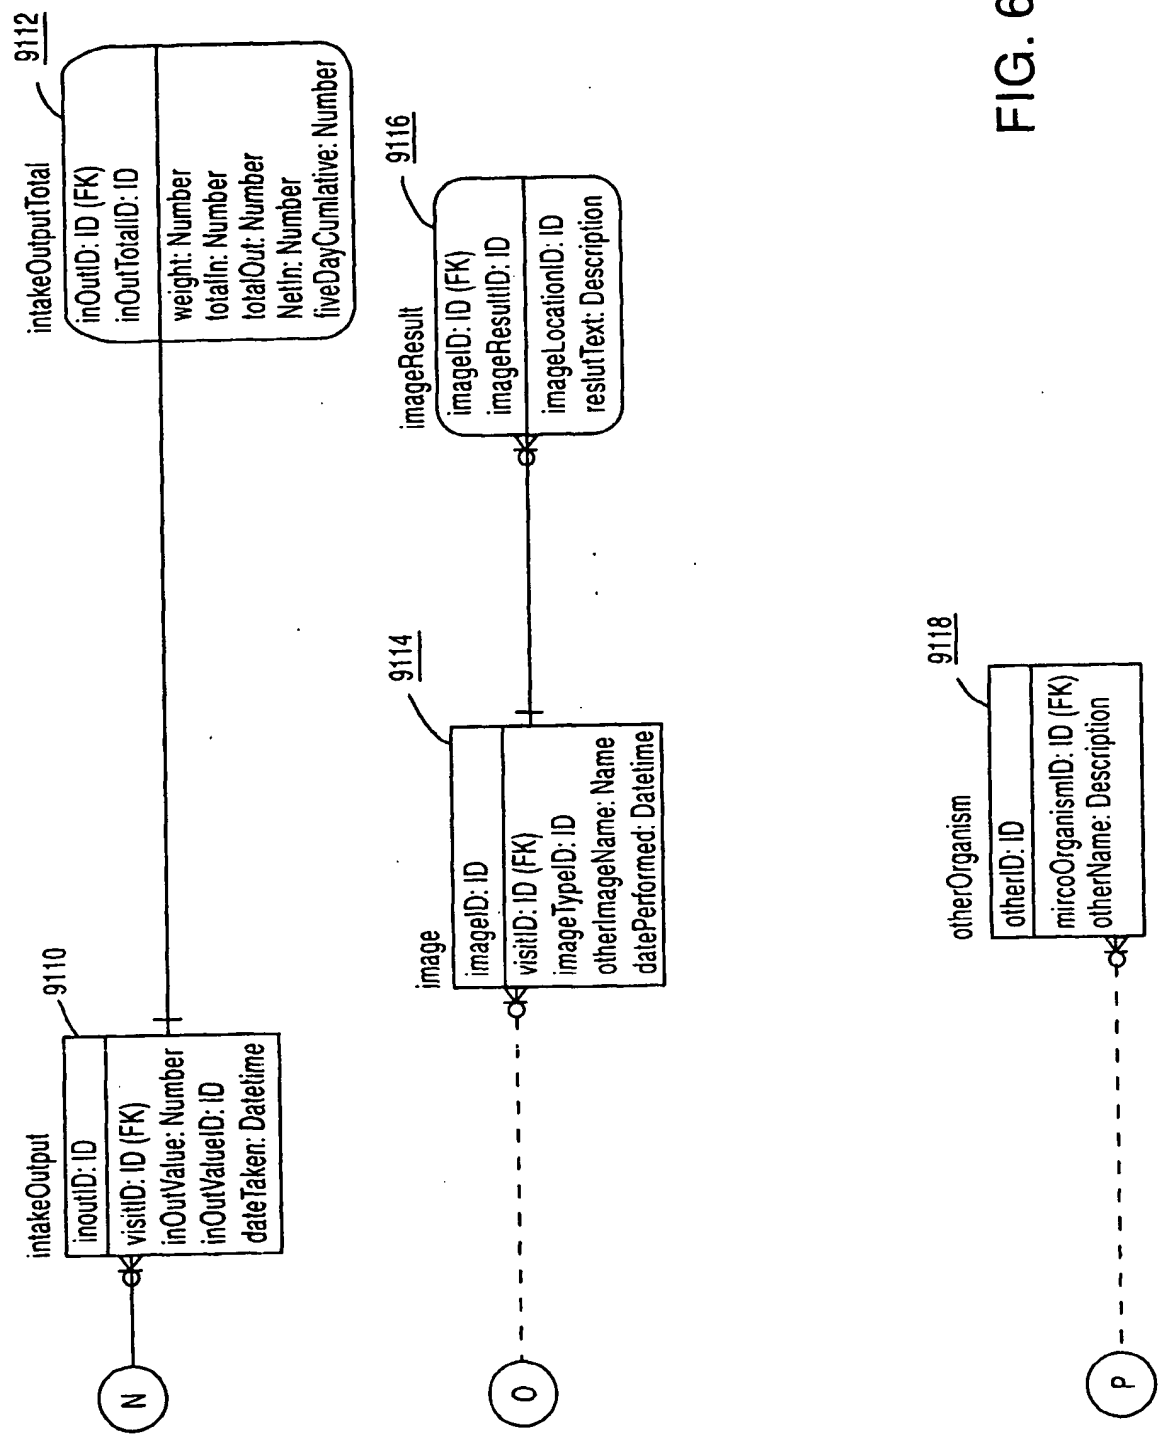 intakeOutput
9110
inoutID: ID
visitID: ID (FK)
inOutValue: Number
inOutValueID: ID
dateTaken: Datetime
N
intakeOutputTotal
9112
inOutID: ID (FK)
inOutTotalID: ID
weight: Number
totalIn: Number
totalOut: Number
NetIn: Number
fiveDayCumlative: Number
image
9114
imageID: ID
visitID: ID (FK)
imageTypeID: ID
otherImageName: Name
datePerformed: Datetime
O
imageResult
9116
imageID: ID (FK)
imageResultID: ID
imageLocationID: ID
reslutText: Description
otherOrganism
9118
otherID: ID
mircoOrganismID: ID (FK)
otherName: Description
P
FIG. 6